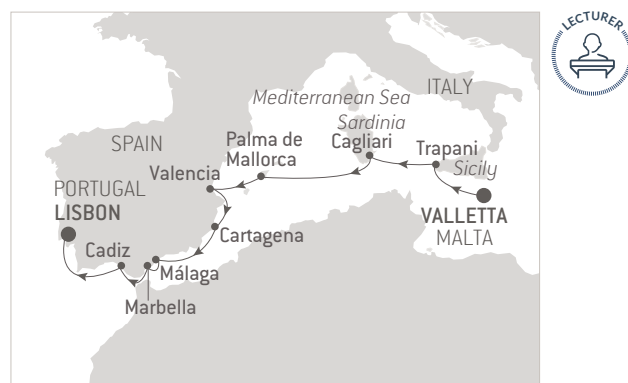 LECTURER
ITALY
Mediterranean Sea
Sardinia
Cagliari
SPAIN
Palma de
Mallorca
Trapani
Sicily
Valencia
PORTUGAL
LISBON
VALLETTA
MALTA
Cartagena
Cadiz
Málaga
Marbella